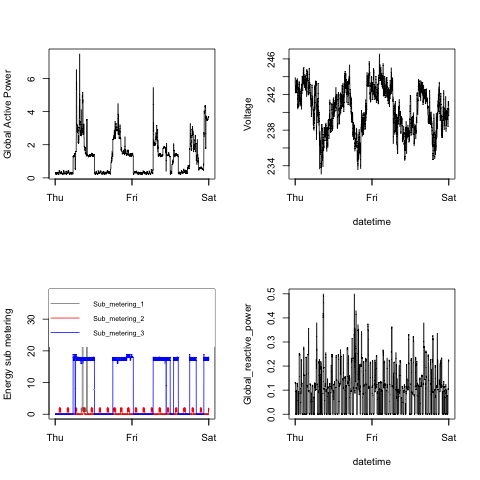 Global Active Power
0 2 4 6
Thu Fri Sat
Voltage
234 238 242 246
Thu Fri Sat
datetime
Energy sub metering
0 10 20 30
Sub_metering_1
Sub_metering_2
Sub_metering_3
Thu Fri Sat
Global_reactive_power
0.0 0.1 0.2 0.3 0.4 0.5
Thu Fri Sat
datetime